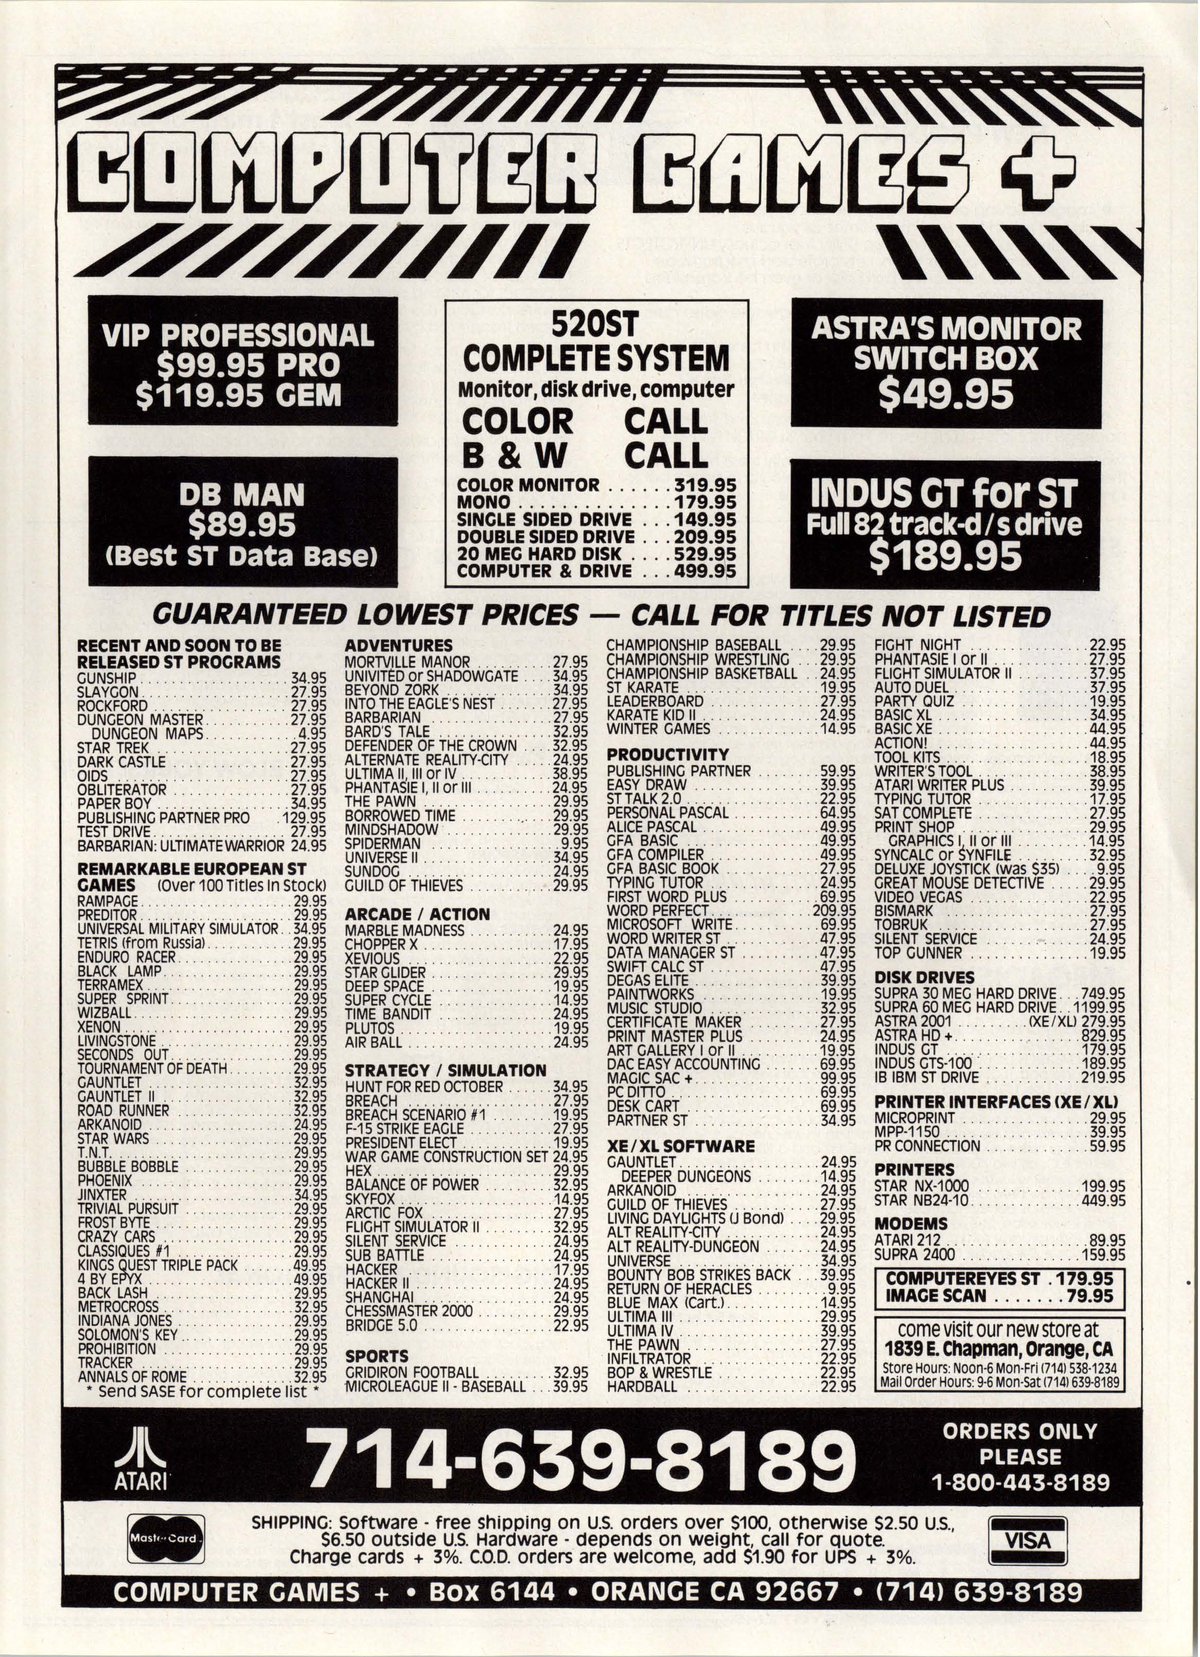 COMPUTER GAMES +
VIP PROFESSIONAL
$99.95 PRO
$119.95 GEM
DB MAN
$89.95
(Best ST Data Base)
520ST
COMPLETE SYSTEM
Monitor, disk drive, computer
COLOR CALL
B & W CALL
COLOR MONITOR ...... 319.95
MONO .............. 179.95
SINGLE SIDED DRIVE ... 149.95
DOUBLE SIDED DRIVE ... 209.95
20 MEG HARD DISK .... 529.95
COMPUTER & DRIVE ... 499.95
ASTRA'S MONITOR
SWITCH BOX
$49.95
INDUS GT for ST
Full 82 track-d/s drive
$189.95
GUARANTEED LOWEST PRICES — CALL FOR TITLES NOT LISTED
RECENT AND SOON TO BE
RELEASED ST PROGRAMS
GUNSHIP 34.95
SLAYGON 27.95
ROCKFORD 27.95
DUNGEON MASTER 27.95
DUNGEON MAPS 4.95
STAR TREK 27.95
DARK CASTLE 27.95
OIDS 27.95
OBLITERATOR 27.95
PAPER BOY 34.95
PUBLISHING PARTNER PRO 129.95
TEST DRIVE 27.95
BARBARIAN: ULTIMATE WARRIOR 24.95
REMARKABLE EUROPEAN ST
GAMES (Over 100 Titles In Stock)
RAMPAGE 29.95
PREDITOR 29.95
UNIVERSAL MILITARY SIMULATOR 34.95
TETRIS (from Russia) 29.95
ENDURO RACER 29.95
BLACK LAMP 29.95
TERRAMEX 29.95
SUPER SPRINT 29.95
WIZBALL 29.95
XENON 29.95
LIVINGSTONE 29.95
SECONDS OUT 29.95
TOURNAMENT OF DEATH 29.95
GAUNTLET 32.95
GAUNTLET II 32.95
ROAD RUNNER 32.95
ARKANOID 24.95
STAR WARS 29.95
T.N.T. 29.95
BUBBLE BOBBLE 29.95
PHOENIX 29.95
JINXTER 34.95
TRIVIAL PURSUIT 29.95
FROST BYTE 29.95
CRAZY CARS 29.95
CLASSIQUES #1 29.95
KINGS QUEST TRIPLE PACK 49.95
4 BY EPYX 49.95
BACK LASH 29.95
METROCROSS 32.95
INDIANA JONES 29.95
SOLOMON'S KEY 29.95
PROHIBITION 29.95
TRACKER 29.95
ANNALS OF ROME 32.95
* Send SASE for complete list *
ADVENTURES
MORTVILLE MANOR 27.95
UNIVITED or SHADOWGATE 34.95
BEYOND ZORK 34.95
INTO THE EAGLE'S NEST 27.95
BARBARIAN 27.95
BARD'S TALE 32.95
DEFENDER OF THE CROWN 32.95
ALTERNATE REALITY-CITY 24.95
ULTIMA II, III or IV 38.95
PHANTASIE I, II or III 24.95
THE PAWN 29.95
BORROWED TIME 29.95
MINDSHADOW 29.95
SPIDERMAN 9.95
UNIVERSE II 34.95
SUNDOG 24.95
GUILD OF THIEVES 29.95
ARCADE / ACTION
MARBLE MADNESS 24.95
CHOPPER X 17.95
XEVIOUS 22.95
STAR GLIDER 29.95
DEEP SPACE 19.95
SUPER CYCLE 14.95
TIME BANDIT 24.95
PLUTOS 19.95
AIR BALL 24.95
STRATEGY / SIMULATION
HUNT FOR RED OCTOBER 34.95
BREACH 27.95
BREACH SCENARIO #1 19.95
F-15 STRIKE EAGLE 27.95
PRESIDENT ELECT 19.95
WAR GAME CONSTRUCTION SET 24.95
HEX 29.95
BALANCE OF POWER 32.95
SKYFOX 14.95
ARCTIC FOX 27.95
FLIGHT SIMULATOR II 32.95
SILENT SERVICE 24.95
SUB BATTLE 24.95
HACKER 17.95
HACKER II 24.95
SHANGHAI 24.95
CHESSMASTER 2000 29.95
BRIDGE 5.0 22.95
SPORTS
GRIDIRON FOOTBALL 32.95
MICROLEAGUE II - BASEBALL 39.95
CHAMPIONSHIP BASEBALL 29.95
CHAMPIONSHIP WRESTLING 29.95
CHAMPIONSHIP BASKETBALL 24.95
ST KARATE 19.95
LEADERBOARD 27.95
KARATE KID II 24.95
WINTER GAMES 14.95
PRODUCTIVITY
PUBLISHING PARTNER 59.95
EASY DRAW 39.95
ST TALK 2.0 22.95
PERSONAL PASCAL 64.95
ALICE PASCAL 49.95
GFA BASIC 49.95
GFA COMPILER 49.95
GFA BASIC BOOK 27.95
TYPING TUTOR 24.95
FIRST WORD PLUS 69.95
WORD PERFECT 209.95
MICROSOFT WRITE 69.95
WORD WRITER ST 47.95
DATA MANAGER ST 47.95
SWIFT CALC ST 47.95
DEGAS ELITE 39.95
PAINTWORKS 19.95
MUSIC STUDIO 32.95
CERTIFICATE MAKER 27.95
PRINT MASTER PLUS 24.95
ART GALLERY I or II 19.95
DAC EASY ACCOUNTING 69.95
MAGIC SAC + 99.95
PC DITTO 69.95
DESK CART 69.95
PARTNER ST 34.95
XE / XL SOFTWARE
GAUNTLET 24.95
DEEPER DUNGEONS 14.95
ARKANOID 24.95
GUILD OF THIEVES 27.95
LIVING DAYLIGHTS (J Bond) 29.95
ALT REALITY-CITY 24.95
ALT REALITY-DUNGEON 24.95
UNIVERSE 34.95
BOUNTY BOB STRIKES BACK 39.95
RETURN OF HERACLES 9.95
BLUE MAX (Cart.) 14.95
ULTIMA III 29.95
ULTIMA IV 39.95
THE PAWN 27.95
INFILTRATOR 22.95
BOP & WRESTLE 22.95
HARDBALL 22.95
FIGHT NIGHT 22.95
PHANTASIE I or II 27.95
FLIGHT SIMULATOR II 37.95
AUTO DUEL 37.95
PARTY QUIZ 19.95
BASIC XL 34.95
BASIC XE 44.95
ACTION! 44.95
TOOL KITS 18.95
WRITER'S TOOL 38.95
ATARI WRITER PLUS 39.95
TYPING TUTOR 17.95
SAT COMPLETE 27.95
PRINT SHOP 29.95
GRAPHICS I, II or III 14.95
SYNCALC or SYNFILE 32.95
DELUXE JOYSTICK (was $35) 9.95
GREAT MOUSE DETECTIVE 29.95
VIDEO VEGAS 22.95
BISMARK 27.95
TOBRUK 27.95
SILENT SERVICE 24.95
TOP GUNNER 19.95
DISK DRIVES
SUPRA 30 MEG HARD DRIVE 749.95
SUPRA 60 MEG HARD DRIVE 1199.95
ASTRA 2001 (XE/XL) 279.95
ASTRA HD + 829.95
INDUS GT 179.95
INDUS GTS-100 189.95
IB IBM ST DRIVE 219.95
PRINTER INTERFACES (XE / XL)
MICROPRINT 29.95
MPP-1150 39.95
PR CONNECTION 59.95
PRINTERS
STAR NX-1000 199.95
STAR NB24-10 449.95
MODEMS
ATARI 212 89.95
SUPRA 2400 159.95
COMPUTEREYES ST . 179.95
IMAGE SCAN ....... 79.95
come visit our new store at
1839 E. Chapman, Orange, CA
Store Hours: Noon-6 Mon-Fri (714) 538-1234
Mail Order Hours: 9-6 Mon-Sat (714) 639-8189
ATARI
714-639-8189
ORDERS ONLY
PLEASE
1-800-443-8189
MasterCard
SHIPPING: Software - free shipping on U.S. orders over $100, otherwise $2.50 U.S.,
$6.50 outside U.S. Hardware - depends on weight, call for quote.
Charge cards + 3%. C.O.D. orders are welcome, add $1.90 for UPS + 3%.
VISA
COMPUTER GAMES + • Box 6144 • ORANGE CA 92667 • (714) 639-8189